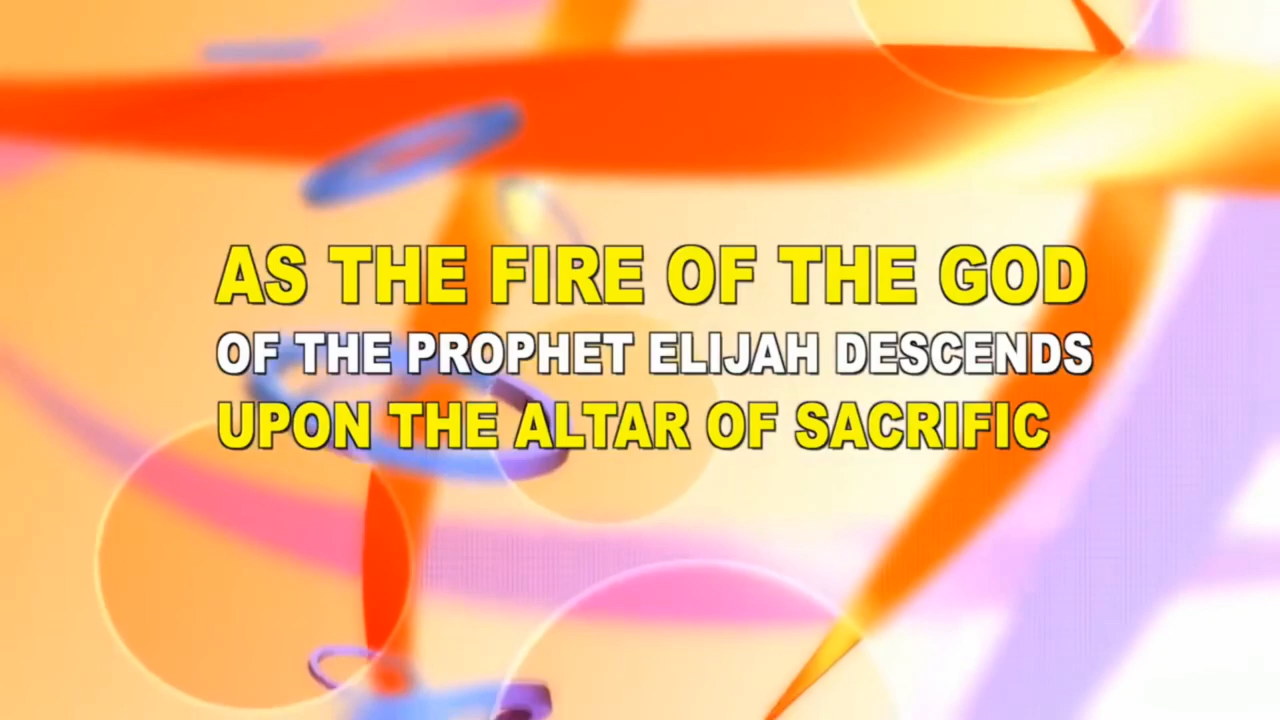 AS THE FIRE OF THE GOD
OF THE PROPHET ELIJAH DESCENDS
UPON THE ALTAR OF SACRIFIC